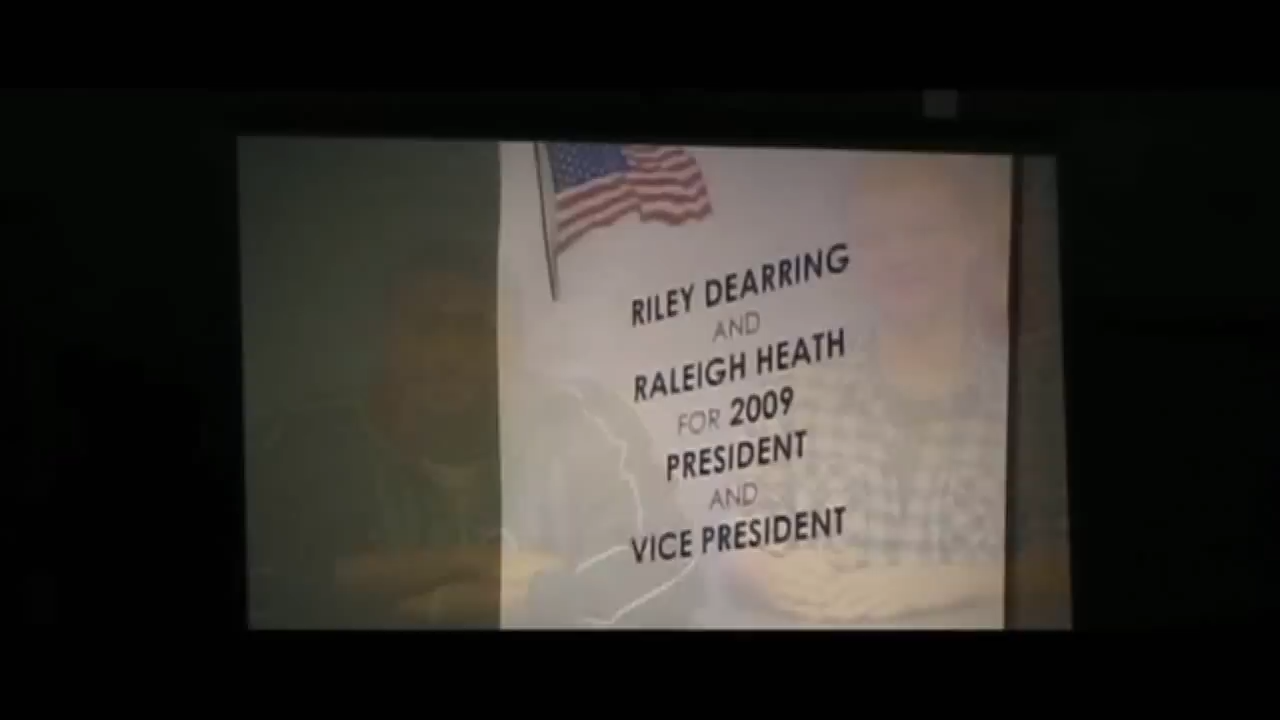 RILEY DEARRING
AND
RALEIGH HEATH
FOR 2009
PRESIDENT
AND
VICE PRESIDENT